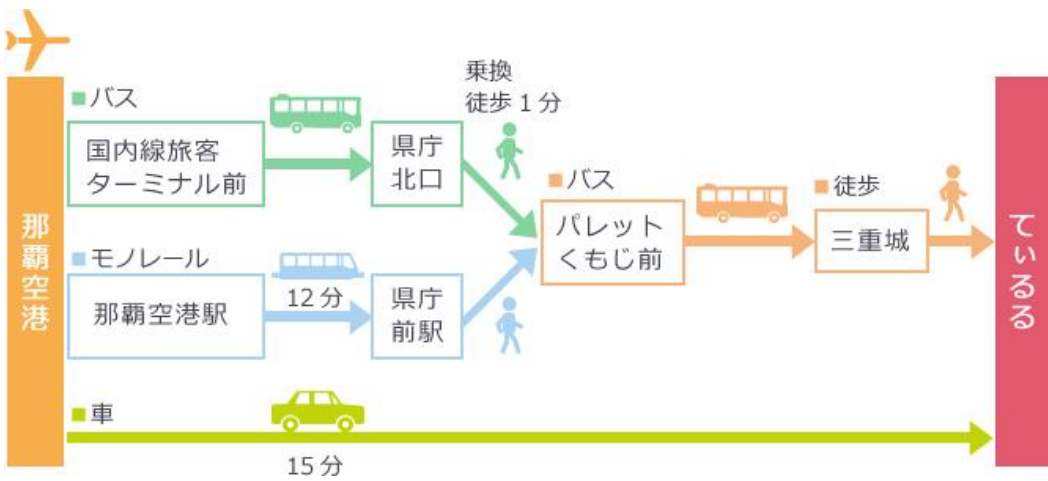 那覇空港
■バス
国内線旅客
ターミナル前
県庁
北口
乗換
徒歩1分
■モノレール
那覇空港駅
12分
県庁
前駅
■バス
パレット
くもじ前
■徒歩
三重城
■車
15分
てぃるる